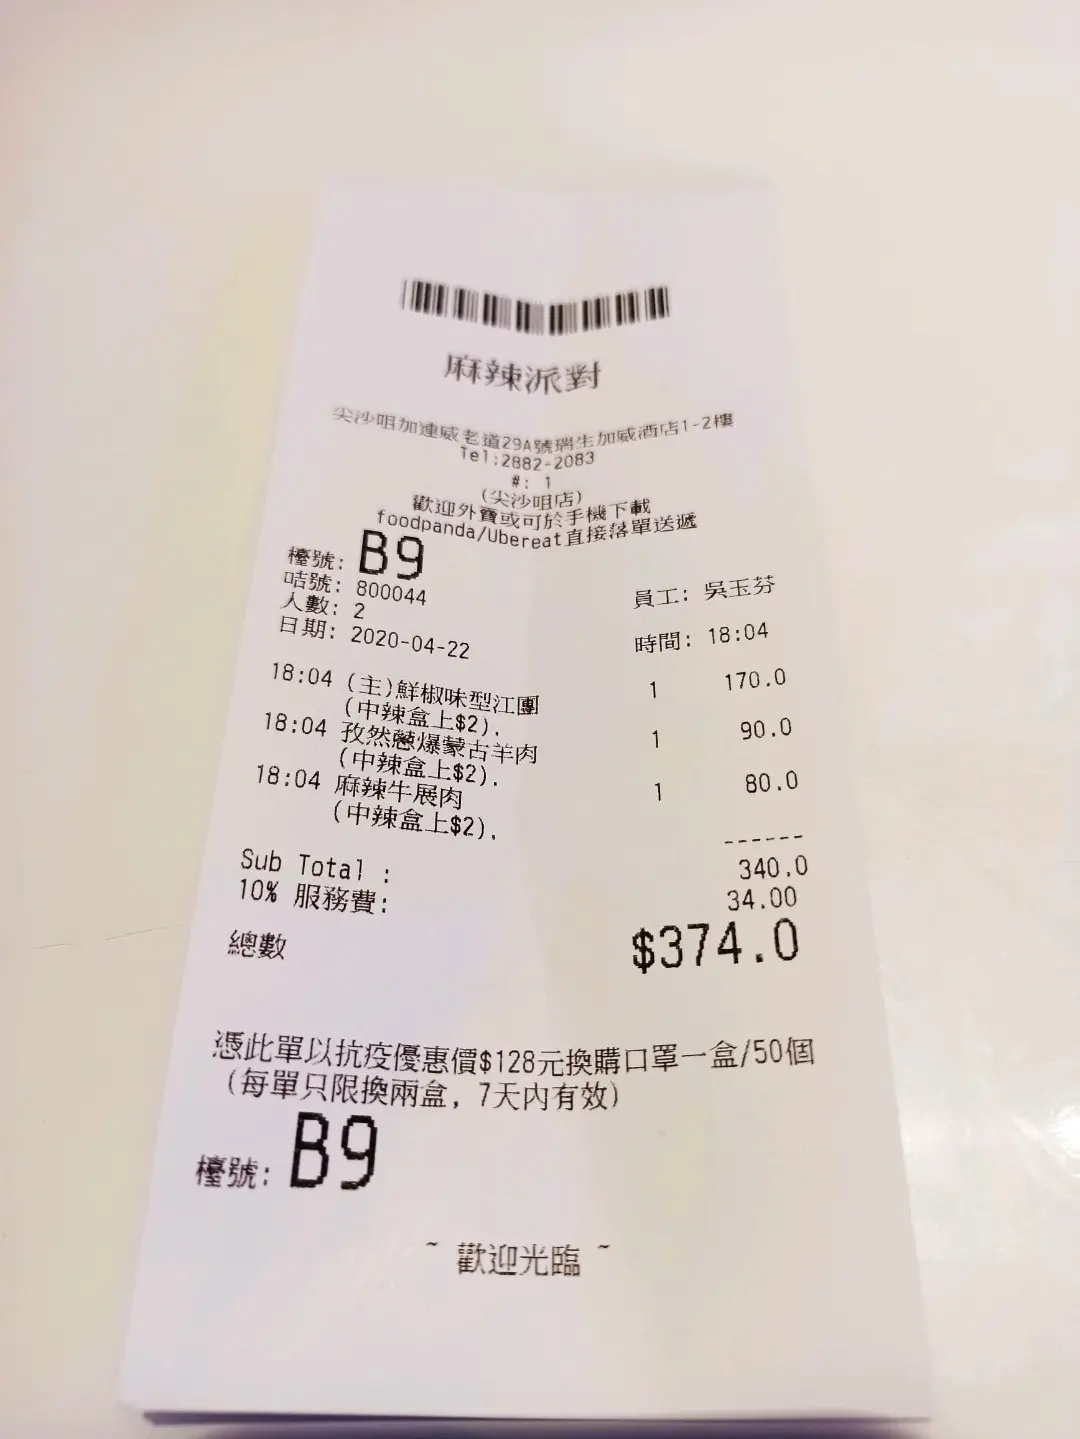 麻辣派對
尖沙咀加連威老道29A號瑞生加威酒店1-2樓
Tel:2882-2083
#: 1
(尖沙咀店)
歡迎外賣或可於手機下載
foodpanda/Ubereat直接落單送遞
檯號: B9
咭號: 800044 員工: 吳玉芬
人數: 2
日期: 2020-04-22 時間: 18:04
18:04 (主)鮮椒味型江團 1 170.0
(中辣盒上$2).
18:04 孜然蔥爆蒙古羊肉 1 90.0
(中辣盒上$2).
18:04 麻辣牛展肉 1 80.0
(中辣盒上$2).
------
Sub Total : 340.0
10% 服務費: 34.00
總數 $374.0
憑此單以抗疫優惠價$128元換購口罩一盒/50個
(每單只限換兩盒, 7天內有效)
檯號: B9
~ 歡迎光臨 ~